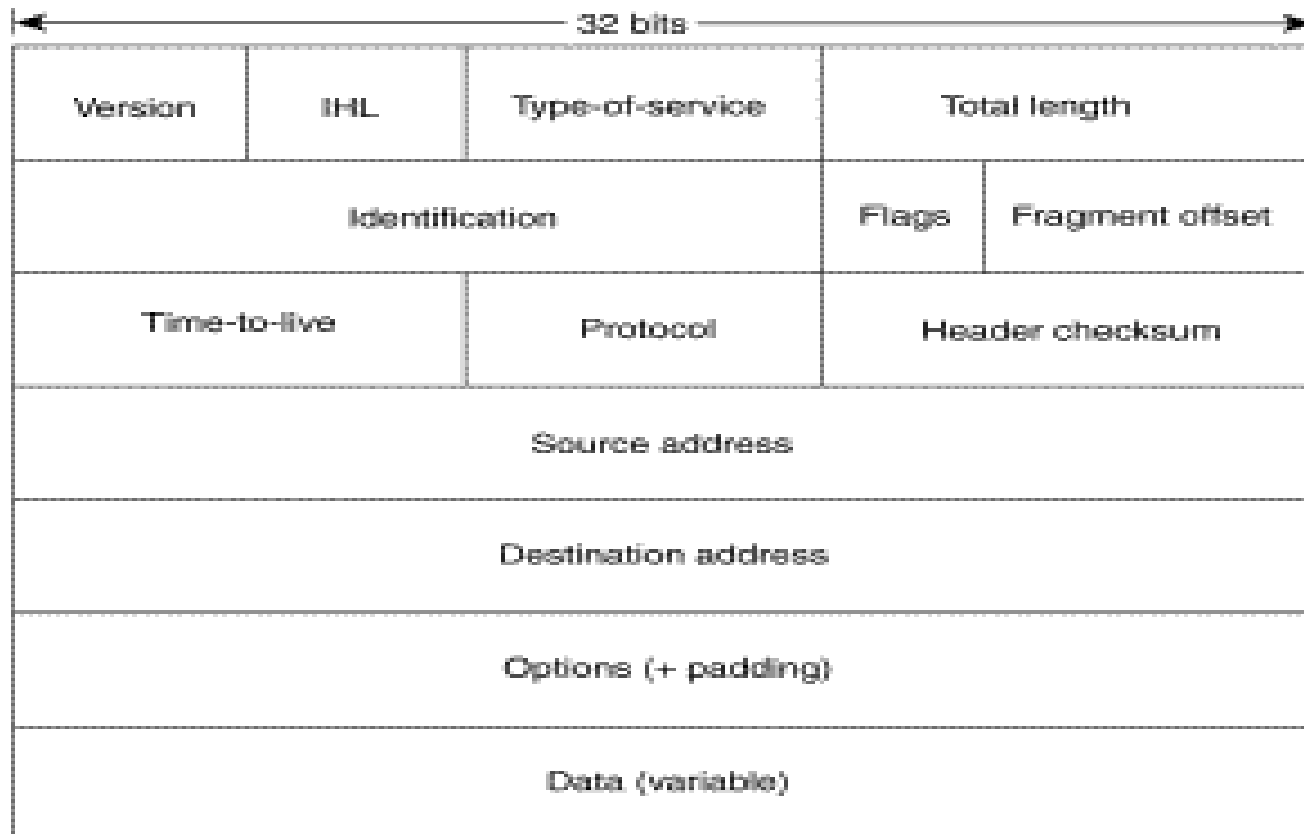 32 bits
Version IHL Type-of-service Total length
Identification Flags Fragment offset
Time-to-live Protocol Header checksum
Source address
Destination address
Options (+ padding)
Data (variable)